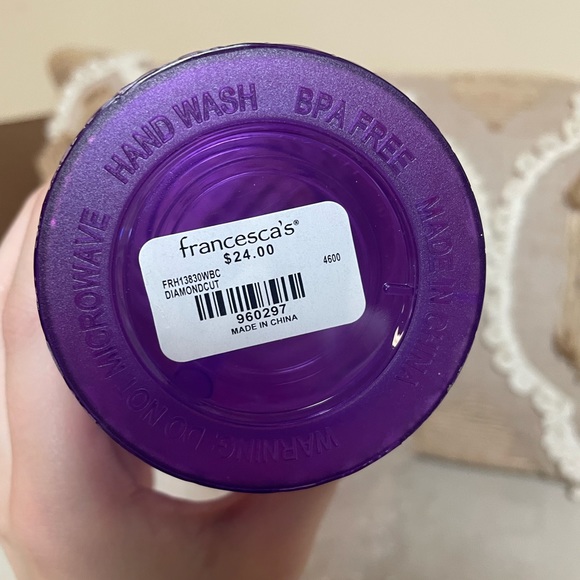 HAND WASH
BPA FREE
MADE IN CHINA
WARNING: DO NOT MICROWAVE
francesca's®
$24.00
FRH13830WBC 4600
DIAMONDCUT
960297
MADE IN CHINA